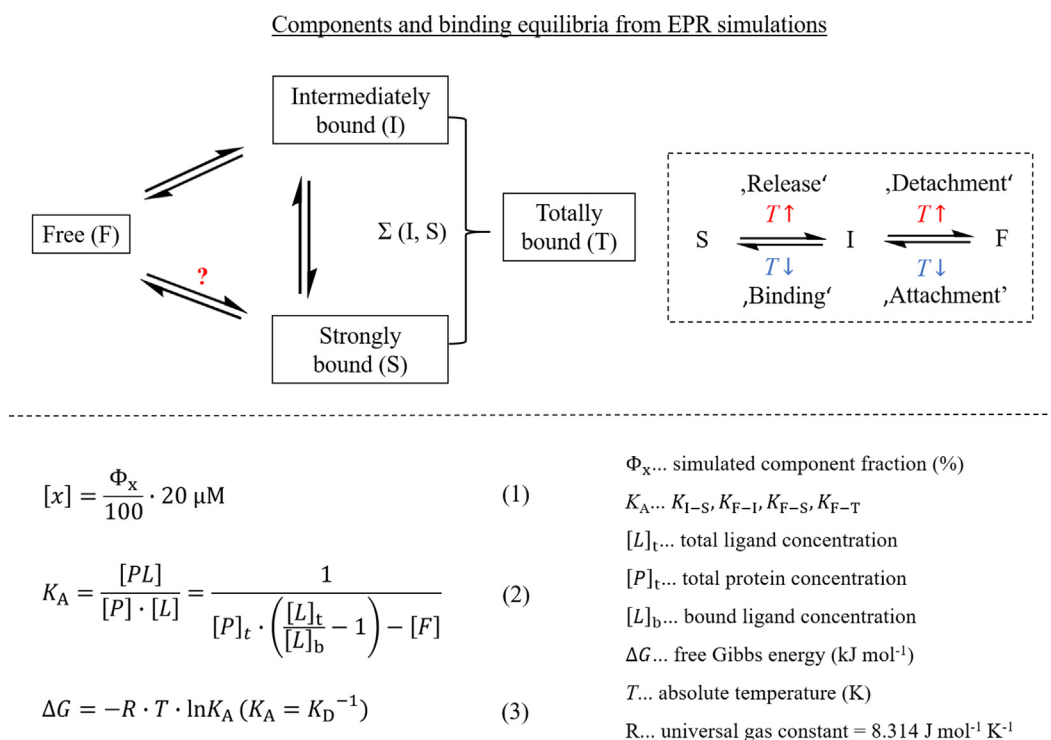 Components and binding equilibria from EPR simulations
Intermediately
bound (I)
Free (F)
?
Σ (I, S)
Totally
bound (T)
Strongly
bound (S)
‚Release‘ ‚Detachment‘
T↑ T↑
S ⇌ I ⇌ F
T↓ T↓
‚Binding‘ ‚Attachment’
[x] = Φx/100 · 20 μM (1)
KA = [PL]/([P] · [L]) = 1/([P]t · ([L]t/[L]b − 1) − [F]) (2)
ΔG = −R · T · lnKA (KA = KD⁻¹) (3)
Φx... simulated component fraction (%)
KA... KI−S, KF−I, KF−S, KF−T
[L]t... total ligand concentration
[P]t... total protein concentration
[L]b... bound ligand concentration
ΔG... free Gibbs energy (kJ mol⁻¹)
T... absolute temperature (K)
R... universal gas constant = 8.314 J mol⁻¹ K⁻¹